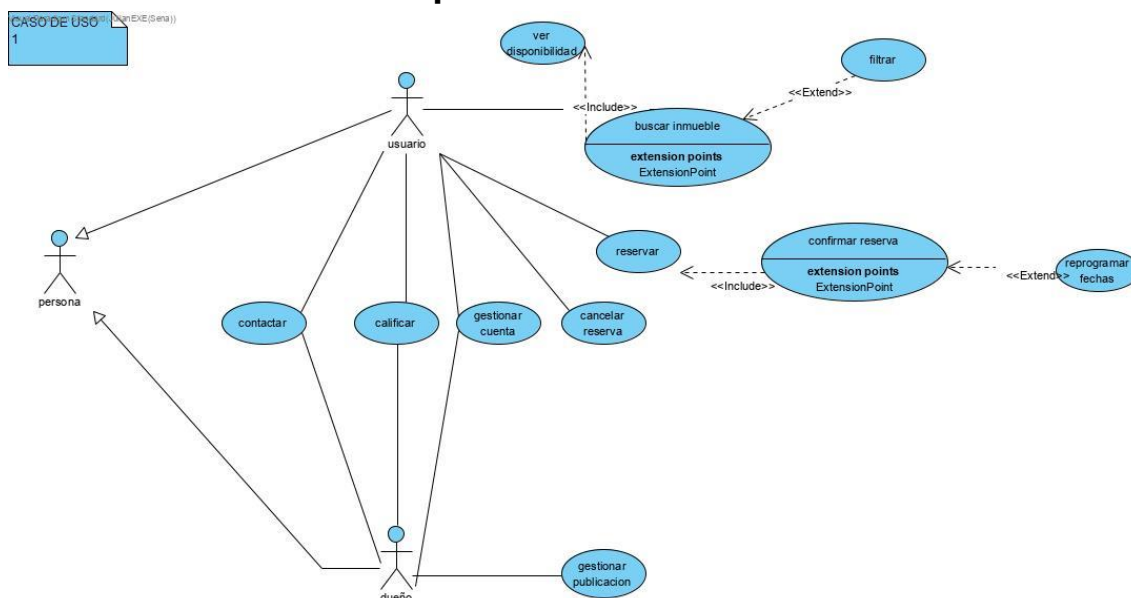 CASO DE USO
1
ver
disponibilidad
filtrar
<<Extend>>
<<Include>>
buscar inmueble
extension points
ExtensionPoint
usuario
persona
reservar
confirmar reserva
extension points
ExtensionPoint
<<Include>>
<<Extend>>
reprogramar
fechas
contactar
calificar
gestionar
cuenta
cancelar
reserva
gestionar
publicacion
dueño